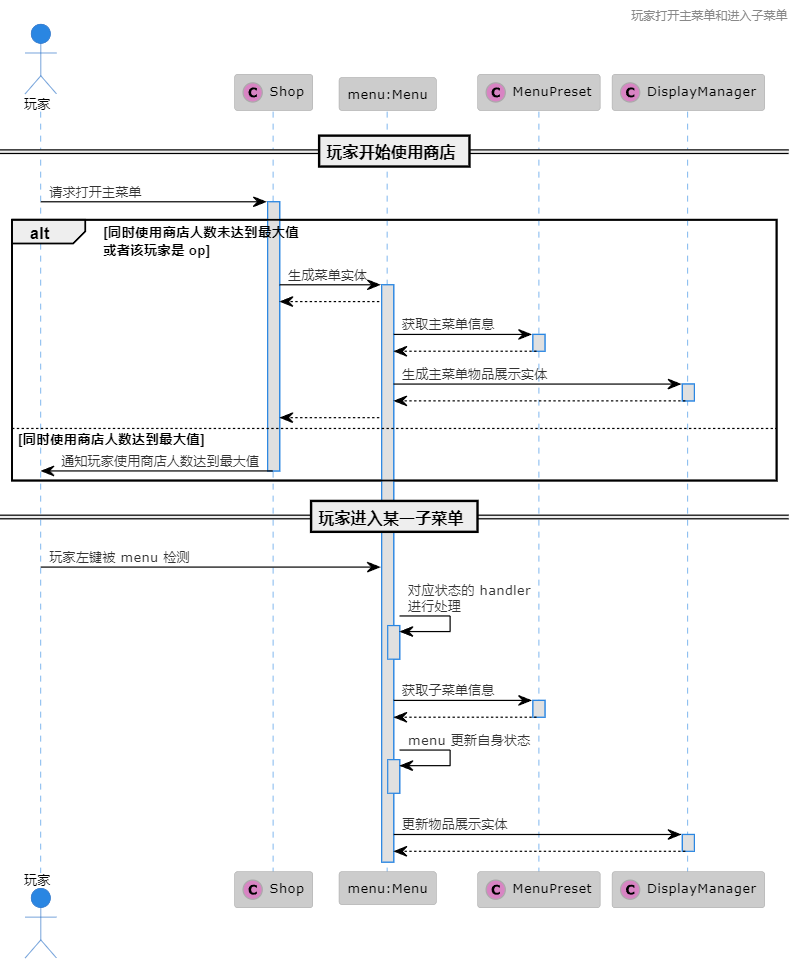 玩家打开主菜单和进入子菜单
玩家
C Shop
menu:Menu
C MenuPreset
C DisplayManager
玩家开始使用商店
请求打开主菜单
alt
[同时使用商店人数未达到最大值
或者该玩家是 op]
生成菜单实体
获取主菜单信息
生成主菜单物品展示实体
[同时使用商店人数达到最大值]
通知玩家使用商店人数达到最大值
玩家进入某一子菜单
玩家左键被 menu 检测
对应状态的 handler
进行处理
获取子菜单信息
menu 更新自身状态
更新物品展示实体
玩家
C Shop
menu:Menu
C MenuPreset
C DisplayManager